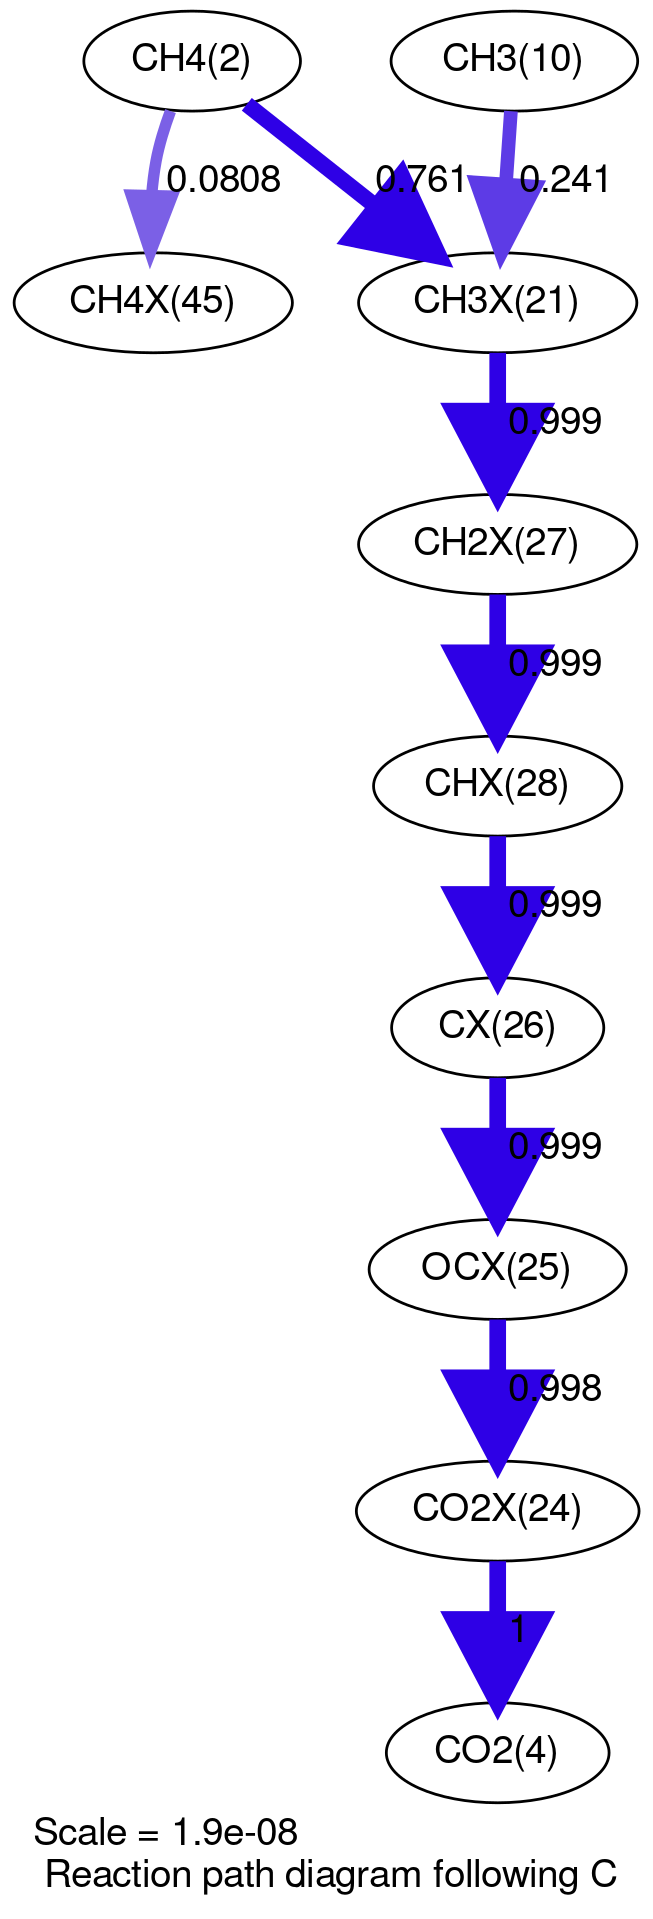 CH4(2)
CH3(10)
0.0808
0.761
0.241
CH4X(45)
CH3X(21)
0.999
CH2X(27)
0.999
CHX(28)
0.999
CX(26)
0.999
OCX(25)
0.998
CO2X(24)
1
CO2(4)
Scale = 1.9e-08
Reaction path diagram following C